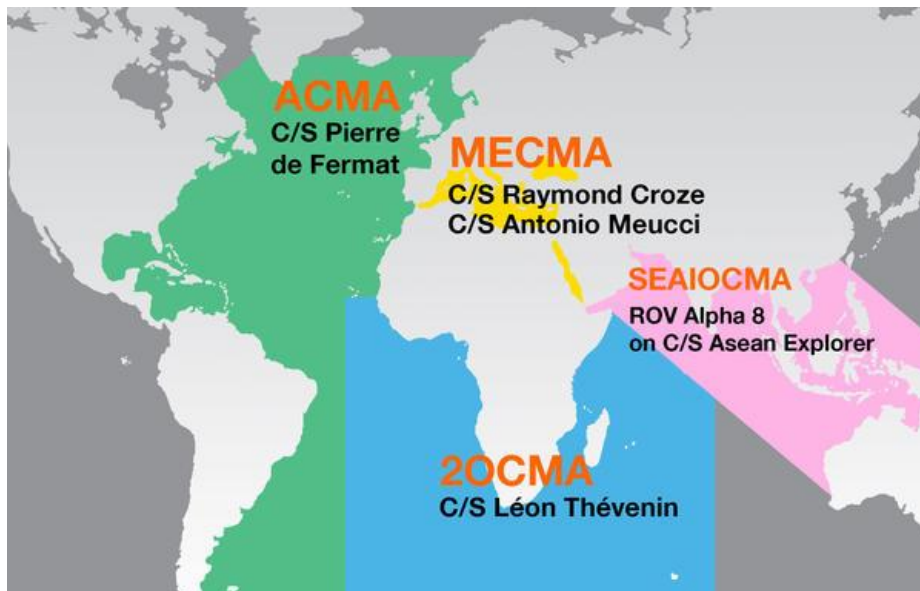 ACMA
C/S Pierre
de Fermat
MECMA
C/S Raymond Croze
C/S Antonio Meucci
SEAIOCMA
ROV Alpha 8
on C/S Asean Explorer
2OCMA
C/S Léon Thévenin